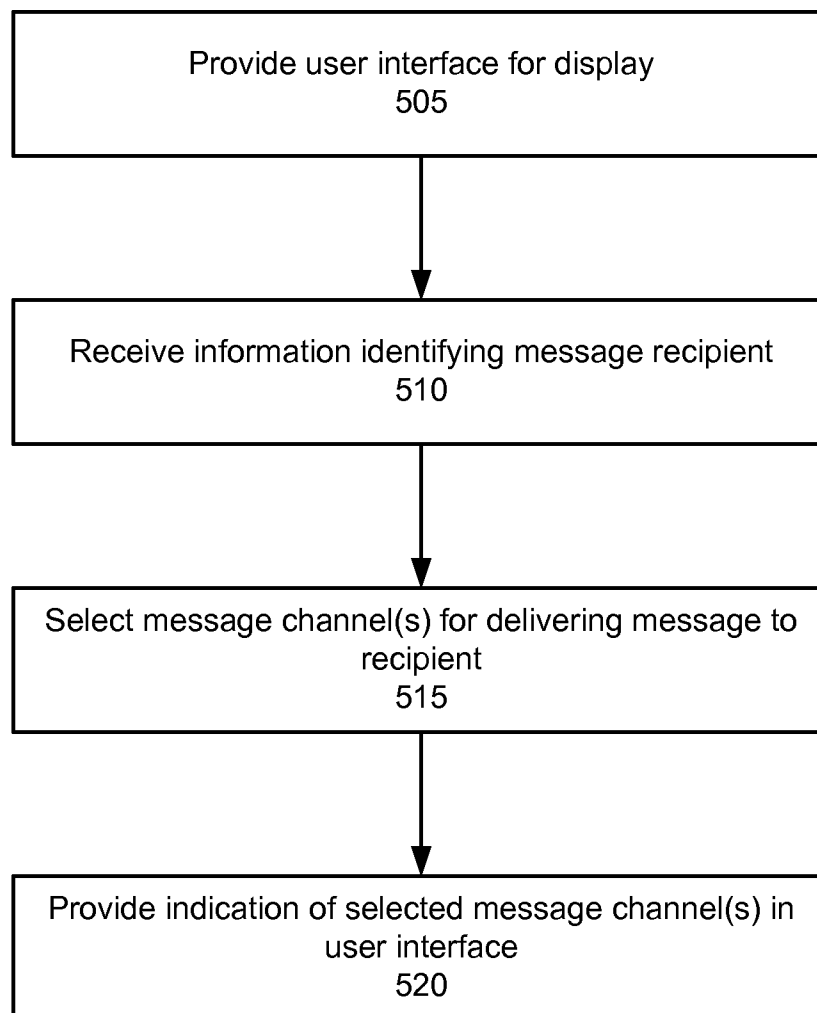 Provide user interface for display
505
Receive information identifying message recipient
510
Select message channel(s) for delivering message to
recipient
515
Provide indication of selected message channel(s) in
user interface
520